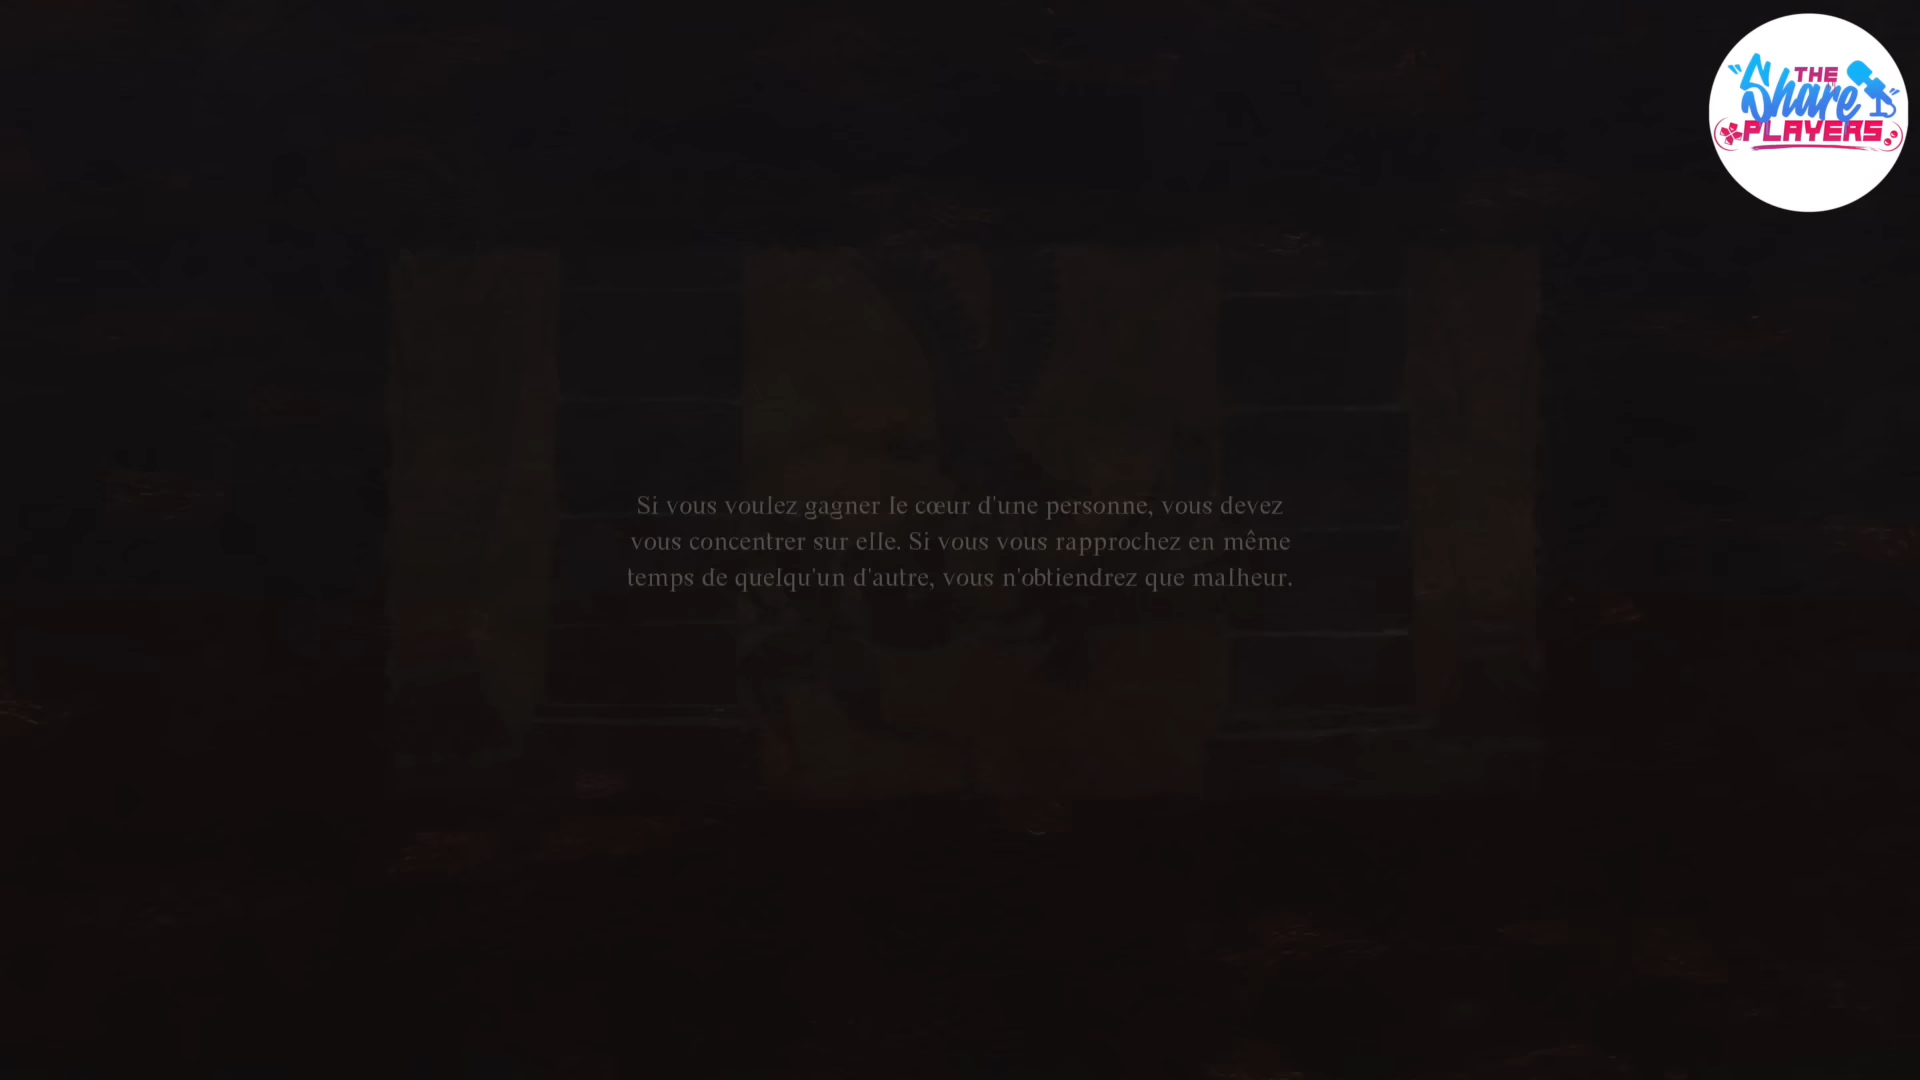 THE
Share
PLAYERS
Si vous voulez gagner le cœur d'une personne, vous devez
vous concentrer sur elle. Si vous vous rapprochez en même
temps de quelqu'un d'autre, vous n'obtiendrez que malheur.